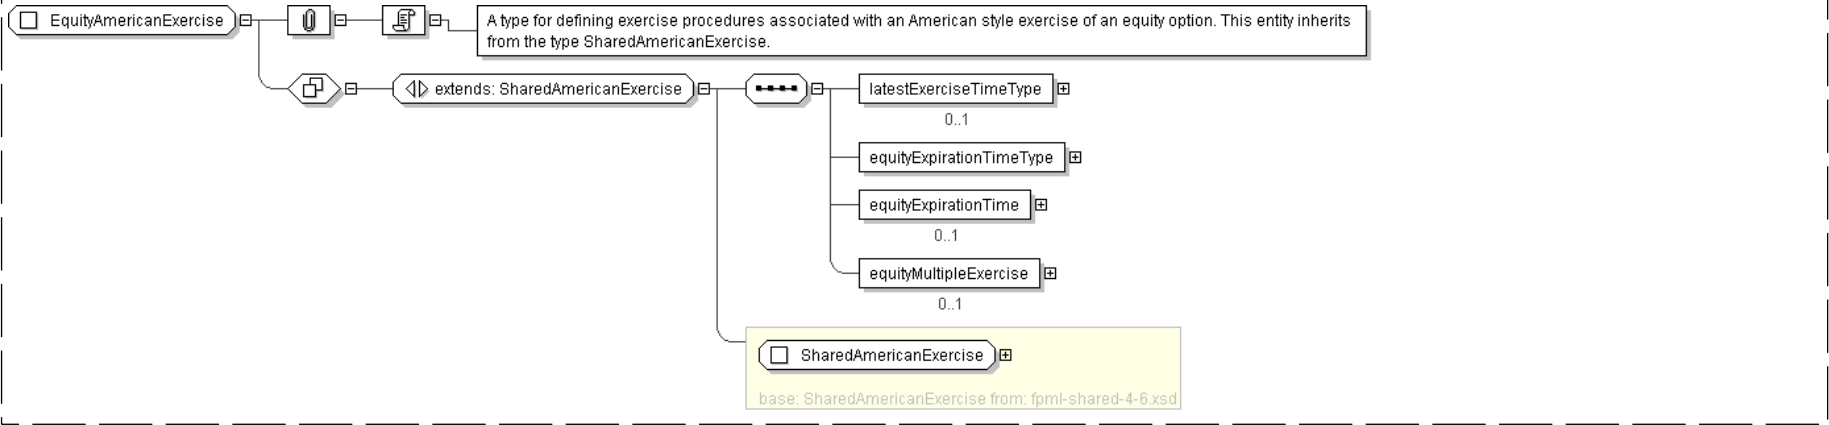 EquityAmericanExercise
A type for defining exercise procedures associated with an American style exercise of an equity option. This entity inherits
from the type SharedAmericanExercise.
extends: SharedAmericanExercise
latestExerciseTimeType
0..1
equityExpirationTimeType
equityExpirationTime
0..1
equityMultipleExercise
0..1
SharedAmericanExercise
base: SharedAmericanExercise from: fpml-shared-4-6.xsd